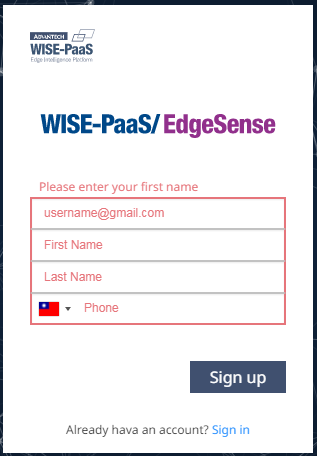 ADVANTECH
WISE-PaaS
Edge Intelligence Platform
WISE-PaaS/ EdgeSense
Please enter your first name
username@gmail.com
First Name
Last Name
Phone
Sign up
Already hava an account? Sign in